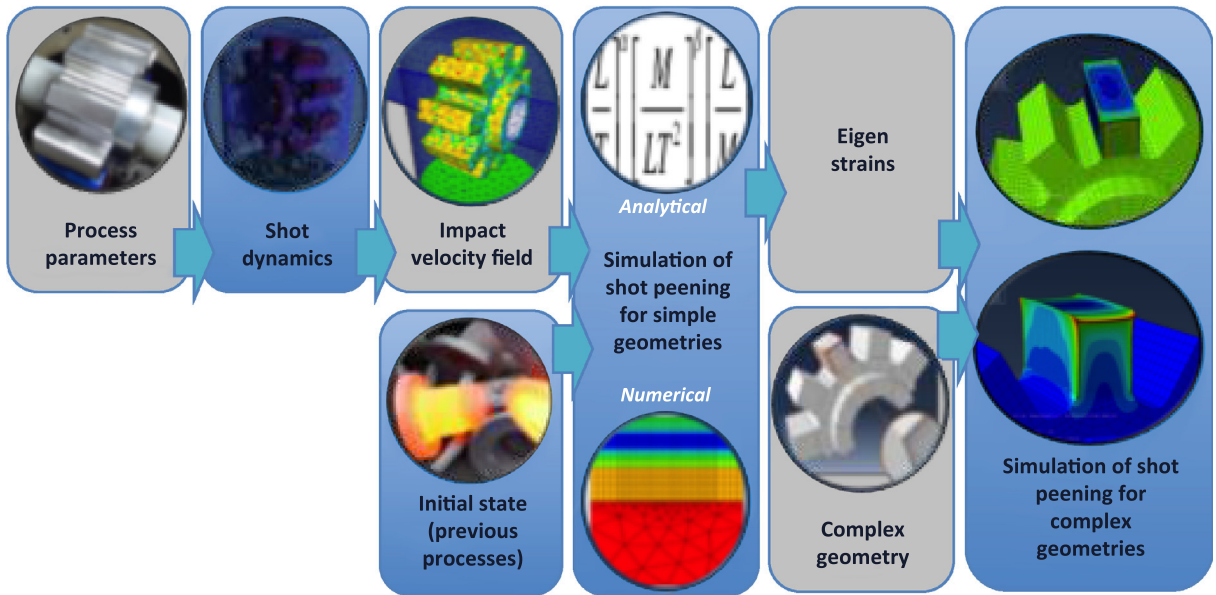 Process
parameters
Shot
dynamics
Impact
velocity field
Initial state
(previous
processes)
L
T
α
M
LT²
β
L
M
Analytical
Simulation of
shot peening
for simple
geometries
Numerical
Eigen
strains
Complex
geometry
Simulation of shot
peening for
complex
geometries